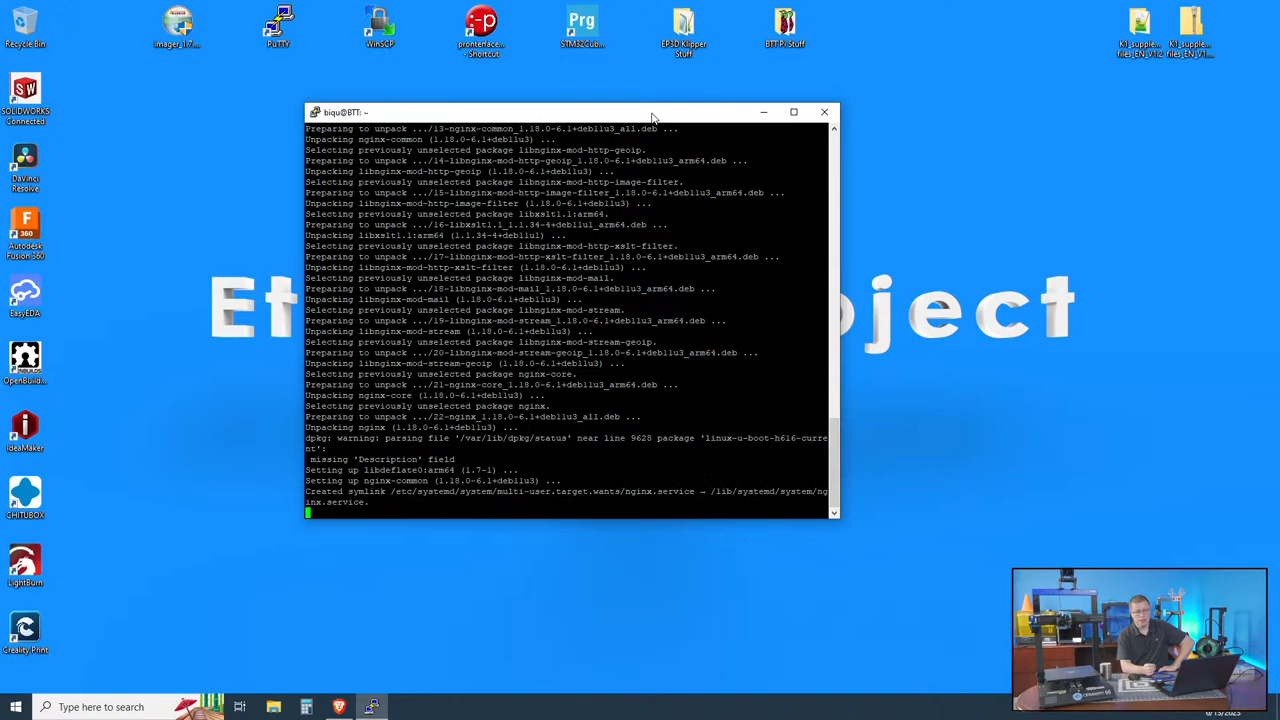 Recycle Bin
imager_1.7....
PuTTY
WinSCP
pronterface... - Shortcut
Prg
STM32Cub...
EP3D Klipper Stuff
BTT Pi Stuff
K1_supple... files_EN_V1.2
K1_supple... files_EN_V1....
SOLIDWORKS Connected
DaVinci Resolve
Autodesk Fusion 360
EasyEDA
OpenBuild...
ideaMaker
CHITUBOX
LightBurn
Creality Print
Et
oject
biqu@BTT: ~
Preparing to unpack .../13-nginx-common_1.18.0-6.1+deb11u3_all.deb ...
Unpacking nginx-common (1.18.0-6.1+deb11u3) ...
Selecting previously unselected package libnginx-mod-http-geoip.
Preparing to unpack .../14-libnginx-mod-http-geoip_1.18.0-6.1+deb11u3_arm64.deb ...
Unpacking libnginx-mod-http-geoip (1.18.0-6.1+deb11u3) ...
Selecting previously unselected package libnginx-mod-http-image-filter.
Preparing to unpack .../15-libnginx-mod-http-image-filter_1.18.0-6.1+deb11u3_arm64.deb ...
Unpacking libnginx-mod-http-image-filter (1.18.0-6.1+deb11u3) ...
Selecting previously unselected package libxslt1.1:arm64.
Preparing to unpack .../16-libxslt1.1_1.1.34-4+deb11u1_arm64.deb ...
Unpacking libxslt1.1:arm64 (1.1.34-4+deb11u1) ...
Selecting previously unselected package libnginx-mod-http-xslt-filter.
Preparing to unpack .../17-libnginx-mod-http-xslt-filter_1.18.0-6.1+deb11u3_arm64.deb ...
Unpacking libnginx-mod-http-xslt-filter (1.18.0-6.1+deb11u3) ...
Selecting previously unselected package libnginx-mod-mail.
Preparing to unpack .../18-libnginx-mod-mail_1.18.0-6.1+deb11u3_arm64.deb ...
Unpacking libnginx-mod-mail (1.18.0-6.1+deb11u3) ...
Selecting previously unselected package libnginx-mod-stream.
Preparing to unpack .../19-libnginx-mod-stream_1.18.0-6.1+deb11u3_arm64.deb ...
Unpacking libnginx-mod-stream (1.18.0-6.1+deb11u3) ...
Selecting previously unselected package libnginx-mod-stream-geoip.
Preparing to unpack .../20-libnginx-mod-stream-geoip_1.18.0-6.1+deb11u3_arm64.deb ...
Unpacking libnginx-mod-stream-geoip (1.18.0-6.1+deb11u3) ...
Selecting previously unselected package nginx-core.
Preparing to unpack .../21-nginx-core_1.18.0-6.1+deb11u3_arm64.deb ...
Unpacking nginx-core (1.18.0-6.1+deb11u3) ...
Selecting previously unselected package nginx.
Preparing to unpack .../22-nginx_1.18.0-6.1+deb11u3_all.deb ...
Unpacking nginx (1.18.0-6.1+deb11u3) ...
dpkg: warning: parsing file '/var/lib/dpkg/status' near line 9628 package 'linux-u-boot-h616-curre
nt':
missing 'Description' field
Setting up libdeflate0:arm64 (1.7-1) ...
Setting up nginx-common (1.18.0-6.1+deb11u3) ...
Created symlink /etc/systemd/system/multi-user.target.wants/nginx.service → /lib/systemd/system/ng
inx.service.
Type here to search